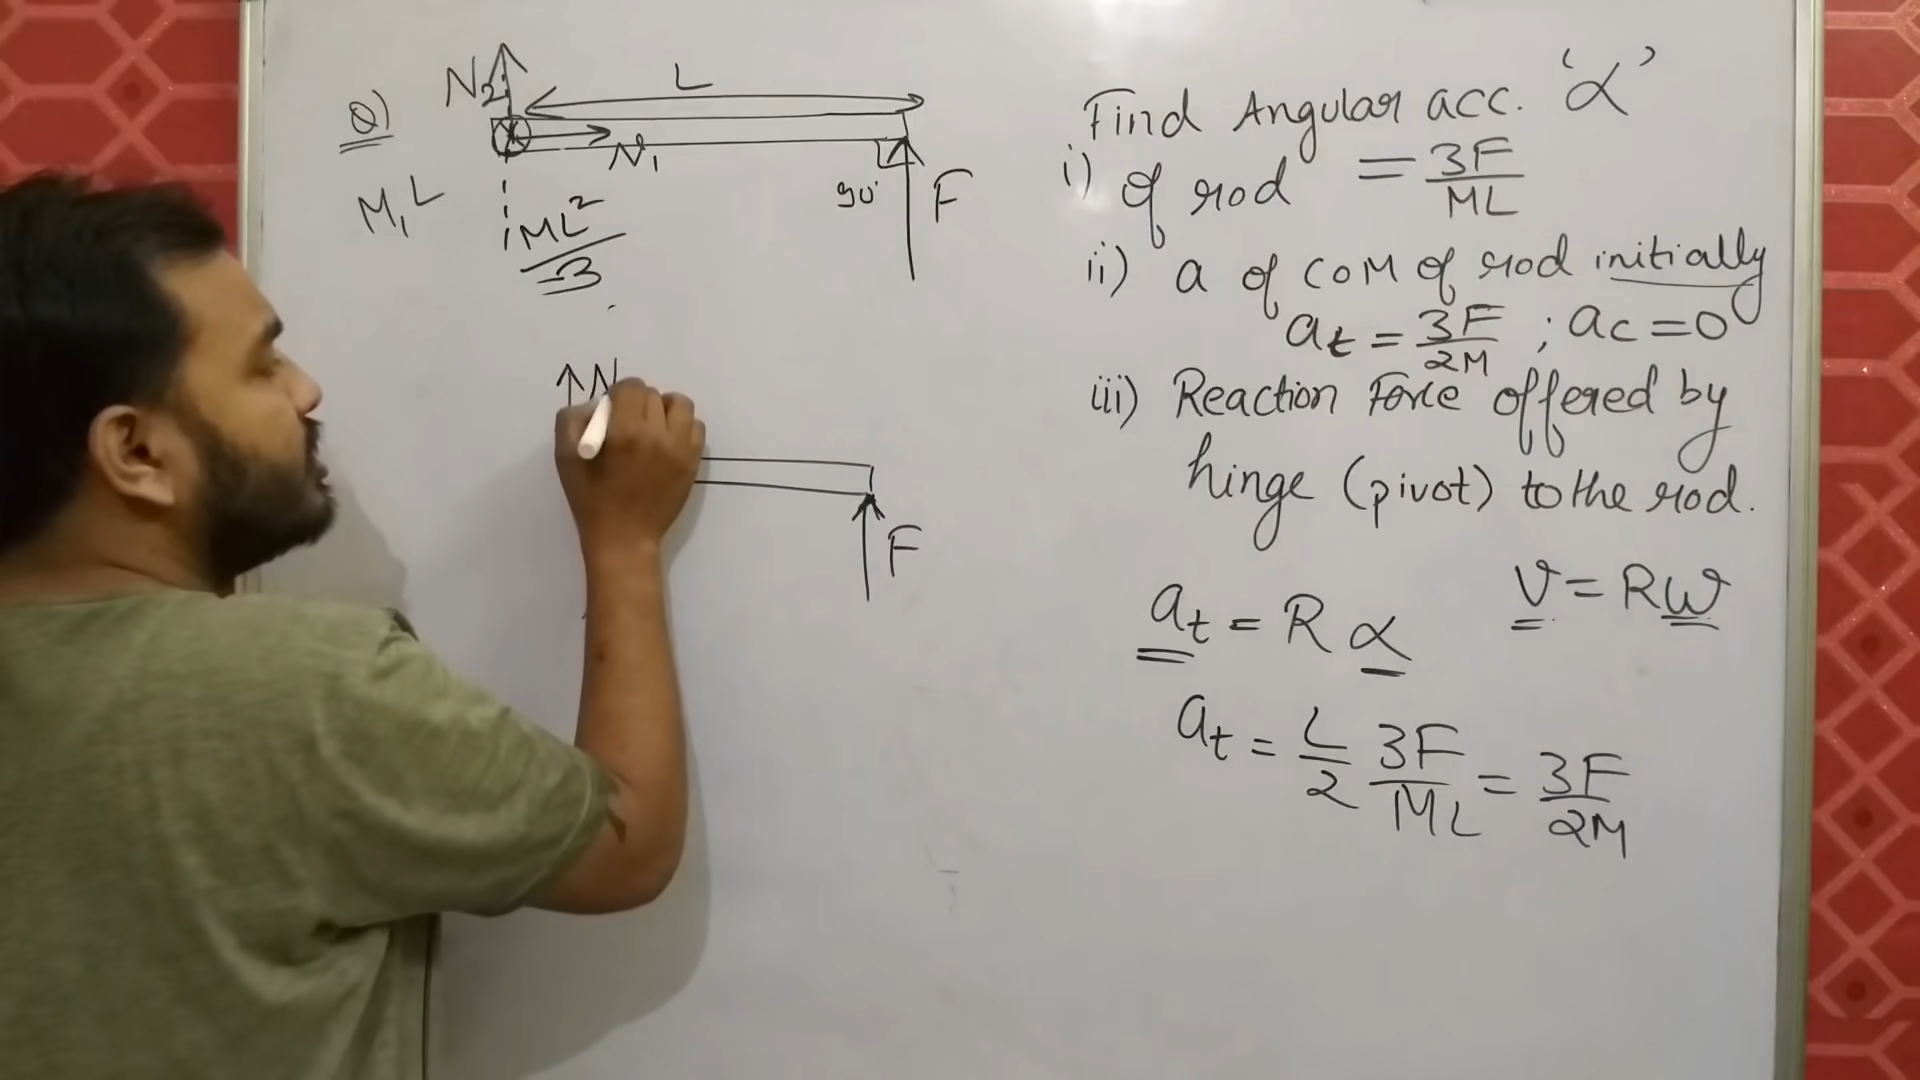 Q)
N₂
L
N₁
M, L
90°
F
ML²/3
Find Angular acc. 'α'
i) of rod = 3F/ML
ii) a of COM of rod initially
at = 3F/2M ; ac = 0
iii) Reaction Force offered by
hinge (pivot) to the rod.
N
F
at = Rα
v = Rω
at = L/2 3F/ML = 3F/2M